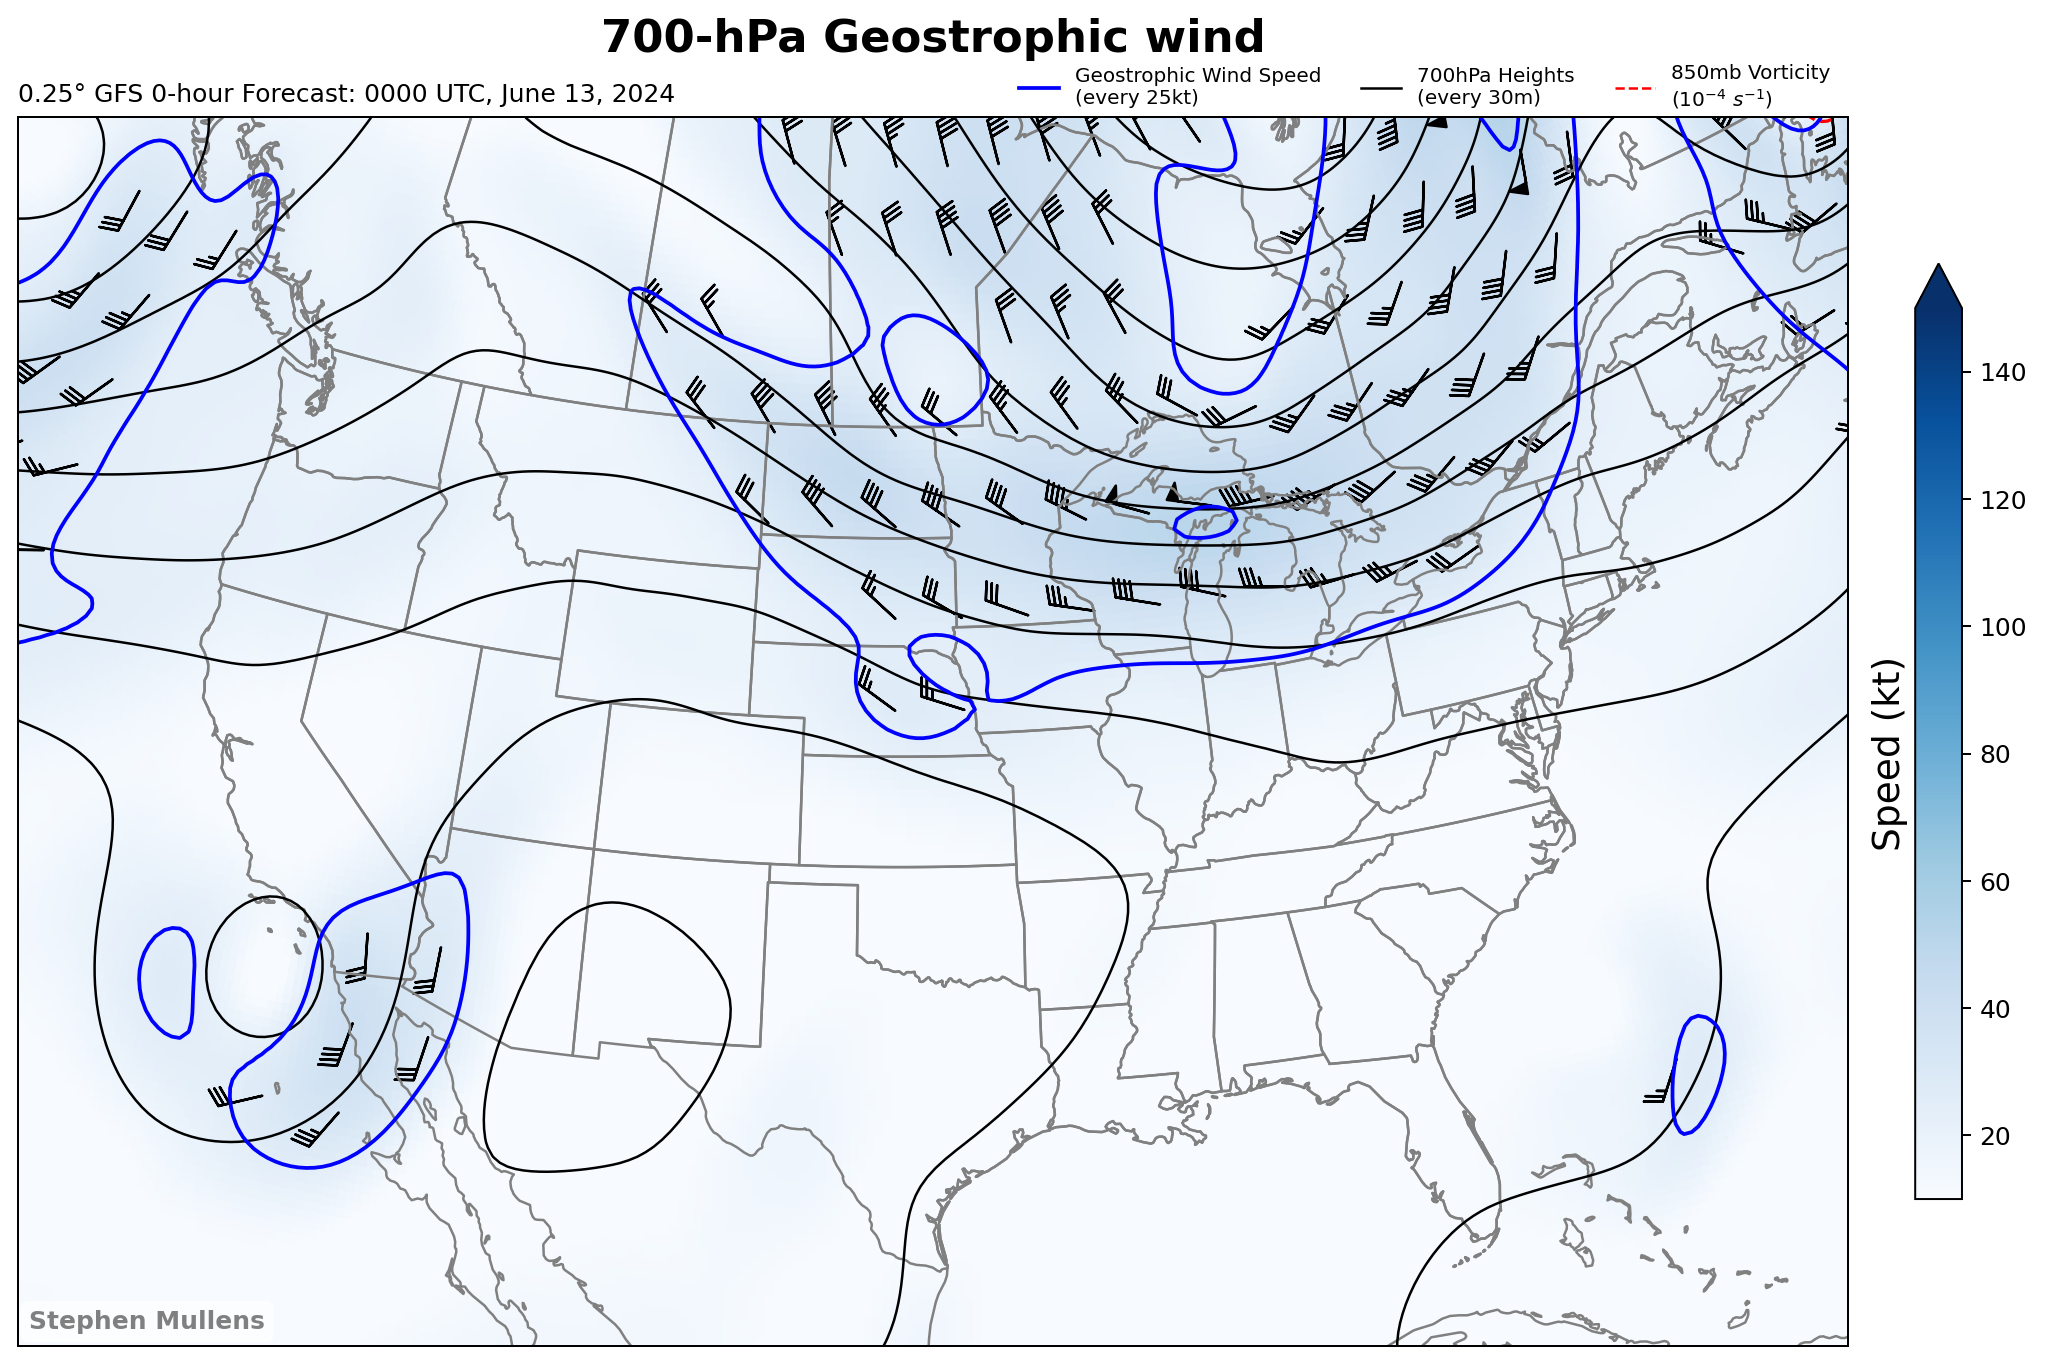 700-hPa Geostrophic wind
0.25° GFS 0-hour Forecast: 0000 UTC, June 13, 2024
Geostrophic Wind Speed
(every 25kt)
700hPa Heights
(every 30m)
850mb Vorticity
(10⁻⁴ s⁻¹)
140
120
100
80
60
40
20
Speed (kt)
Stephen Mullens